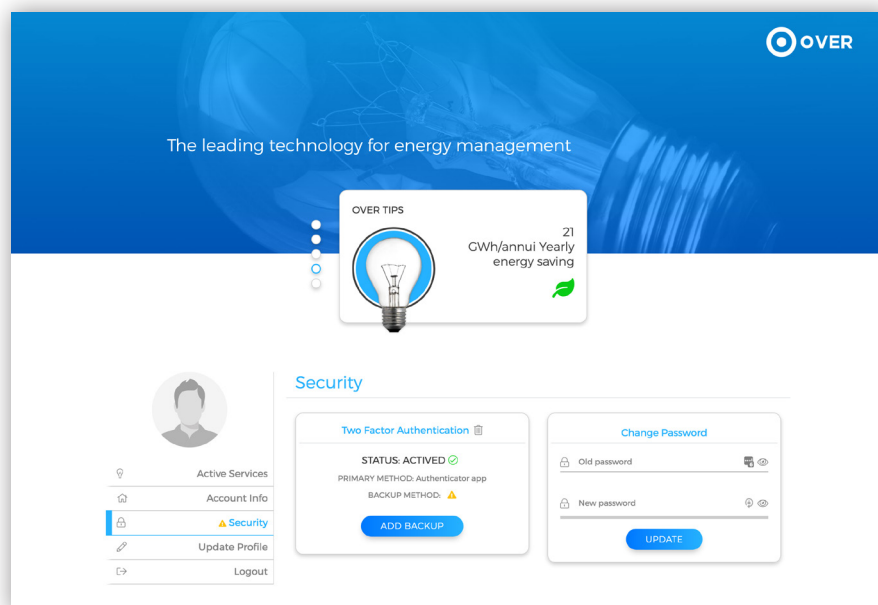 OVER
The leading technology for energy management
OVER TIPS
21
GWh/annui Yearly
energy saving
Security
Active Services
Account Info
Security
Update Profile
Logout
Two Factor Authentication
STATUS: ACTIVED
PRIMARY METHOD: Authenticator app
BACKUP METHOD:
ADD BACKUP
Change Password
Old password
New password
UPDATE